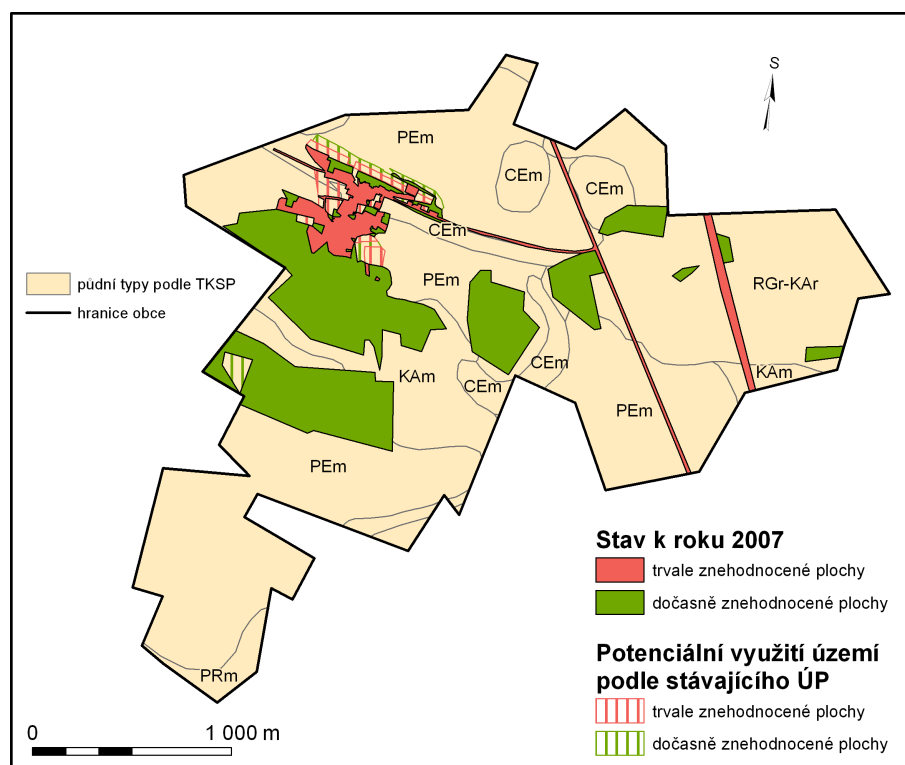 S
PEm
CEm
CEm
CEm
PEm
RGr-KAr
půdní typy podle TKSP
hranice obce
CEm
KAm
CEm
KAm
PEm
PEm
PRm
Stav k roku 2007
trvale znehodnocené plochy
dočasně znehodnocené plochy
Potenciální využití území
podle stávajícího ÚP
trvale znehodnocené plochy
dočasně znehodnocené plochy
0 1 000 m